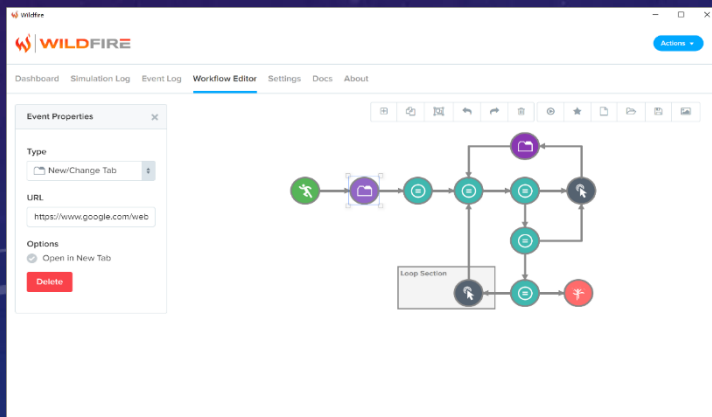 Wildfire
WILDFIRE
Actions
Dashboard Simulation Log Event Log Workflow Editor Settings Docs About
Event Properties
Type
New/Change Tab
URL
https://www.google.com/web
Options
Open in New Tab
Delete
Loop Section